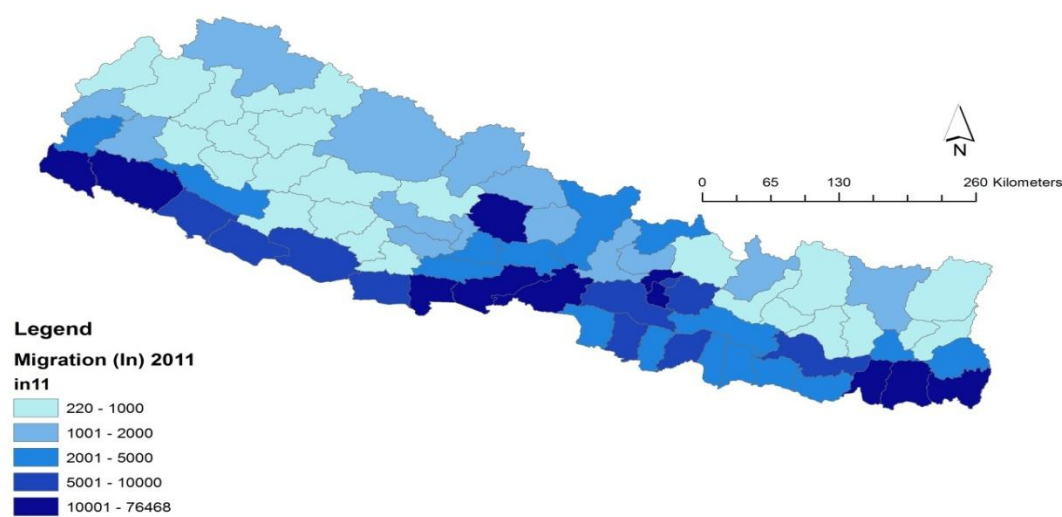 N
0 65 130 260 Kilometers
Legend
Migration (In) 2011
in11
220 - 1000
1001 - 2000
2001 - 5000
5001 - 10000
10001 - 76468